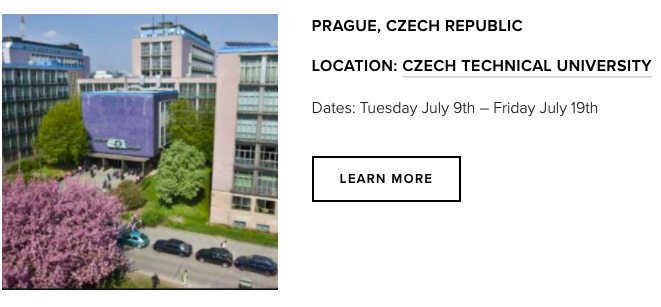 PRAGUE, CZECH REPUBLIC
LOCATION: CZECH TECHNICAL UNIVERSITY
Dates: Tuesday July 9th – Friday July 19th
LEARN MORE